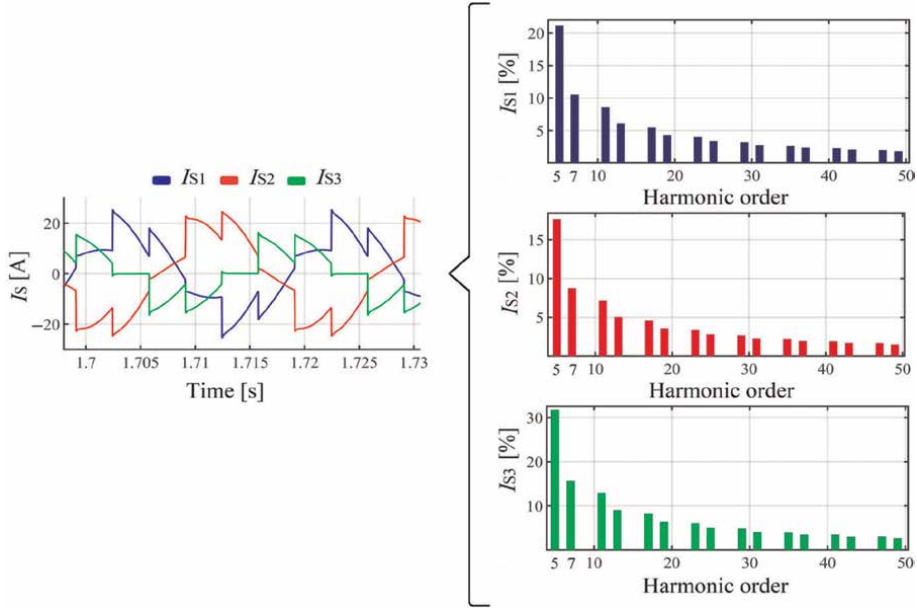 IS1 IS2 IS3
IS [A]
20
0
−20
1.7 1.705 1.71 1.715 1.72 1.725 1.73
Time [s]
IS1 [%]
20
15
10
5
5 7 10 20 30 40 50
Harmonic order
IS2 [%]
15
10
5
5 7 10 20 30 40 50
Harmonic order
IS3 [%]
30
20
10
5 7 10 20 30 40 50
Harmonic order